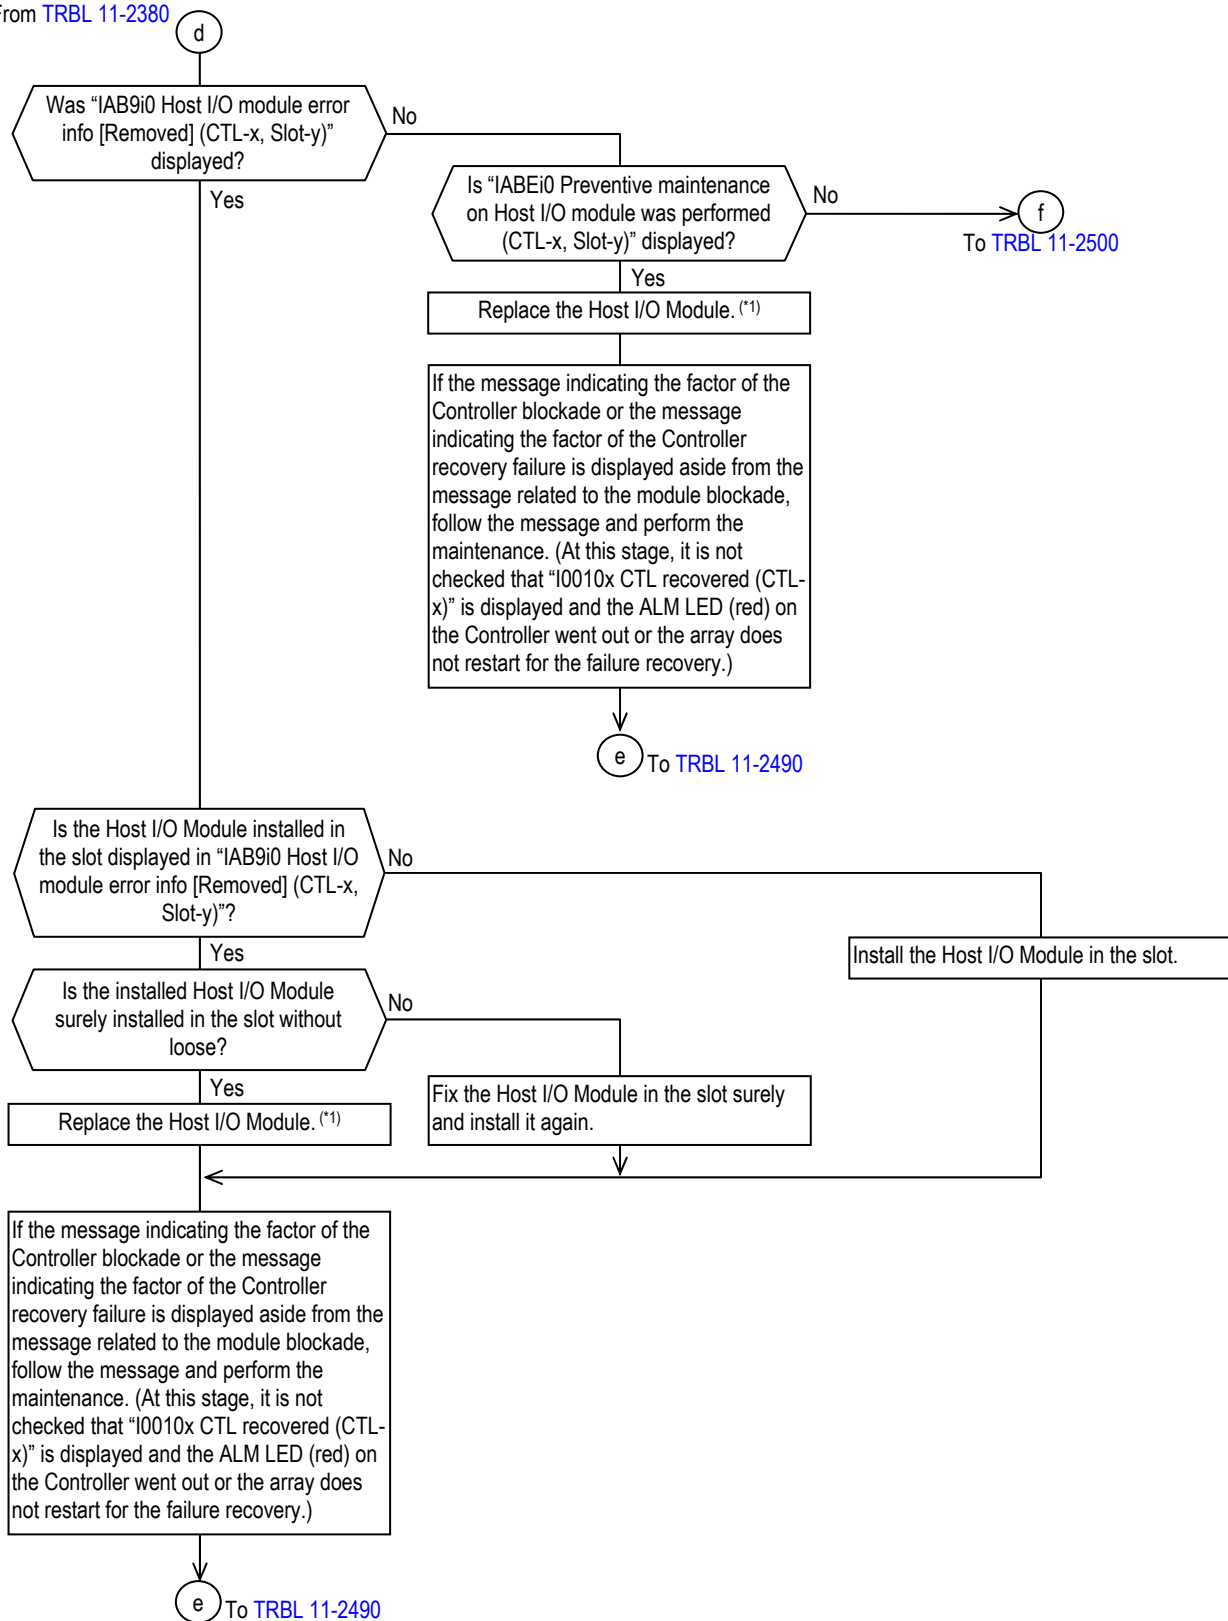 From TRBL 11-2380
d
Was “IAB9i0 Host I/O module error
info [Removed] (CTL-x, Slot-y)”
displayed?
No
Yes
Is “IABEi0 Preventive maintenance
on Host I/O module was performed
(CTL-x, Slot-y)” displayed?
No
f
To TRBL 11-2500
Yes
Replace the Host I/O Module. (*1)
If the message indicating the factor of the
Controller blockade or the message
indicating the factor of the Controller
recovery failure is displayed aside from the
message related to the module blockade,
follow the message and perform the
maintenance. (At this stage, it is not
checked that “I0010x CTL recovered (CTL-
x)” is displayed and the ALM LED (red) on
the Controller went out or the array does
not restart for the failure recovery.)
e
To TRBL 11-2490
Is the Host I/O Module installed in
the slot displayed in “IAB9i0 Host I/O
module error info [Removed] (CTL-x,
Slot-y)”?
No
Yes
Install the Host I/O Module in the slot.
Is the installed Host I/O Module
surely installed in the slot without
loose?
No
Yes
Fix the Host I/O Module in the slot surely
and install it again.
Replace the Host I/O Module. (*1)
If the message indicating the factor of the
Controller blockade or the message
indicating the factor of the Controller
recovery failure is displayed aside from the
message related to the module blockade,
follow the message and perform the
maintenance. (At this stage, it is not
checked that “I0010x CTL recovered (CTL-
x)” is displayed and the ALM LED (red) on
the Controller went out or the array does
not restart for the failure recovery.)
e
To TRBL 11-2490